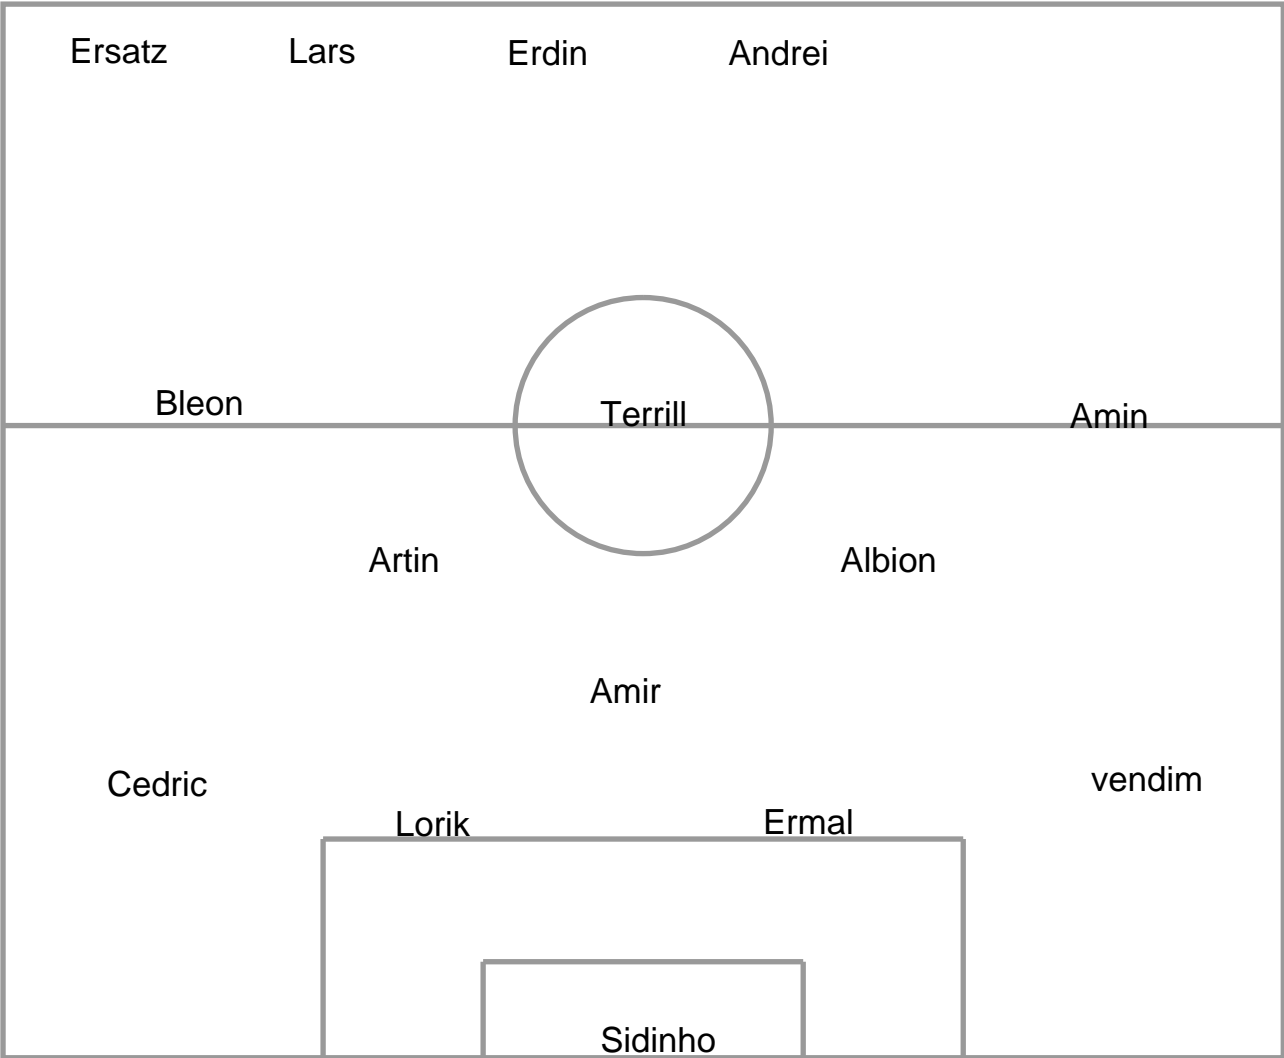 Ersatz Lars Erdin Andrei
Bleon Terrill Amin
Artin Albion
Amir
Cedric vendim
Lorik Ermal
Sidinho